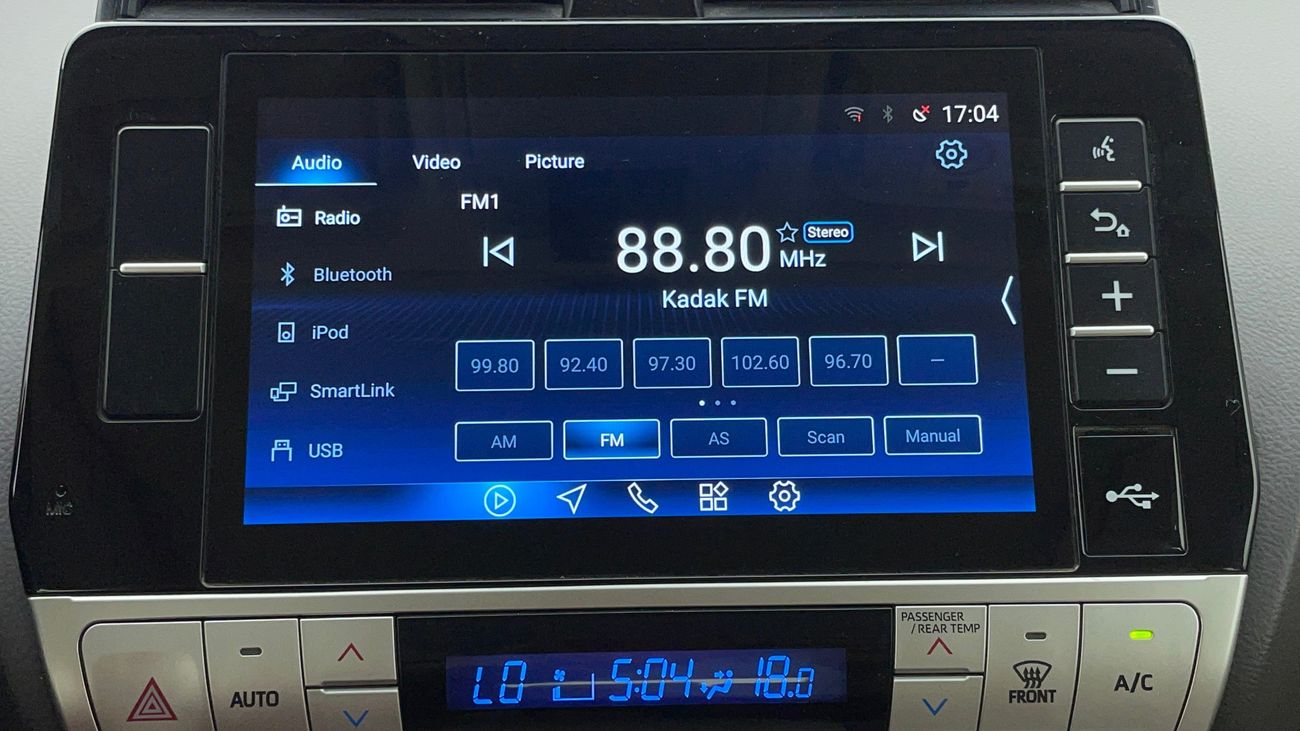 17:04
Audio Video Picture
Radio
Bluetooth
iPod
SmartLink
USB
FM1
88.80 MHz Stereo
Kadak FM
99.80 92.40 97.30 102.60 96.70 —
AM FM AS Scan Manual
MIC
AUTO
LO 5:04 18.0
PASSENGER
/ REAR TEMP
FRONT
A/C